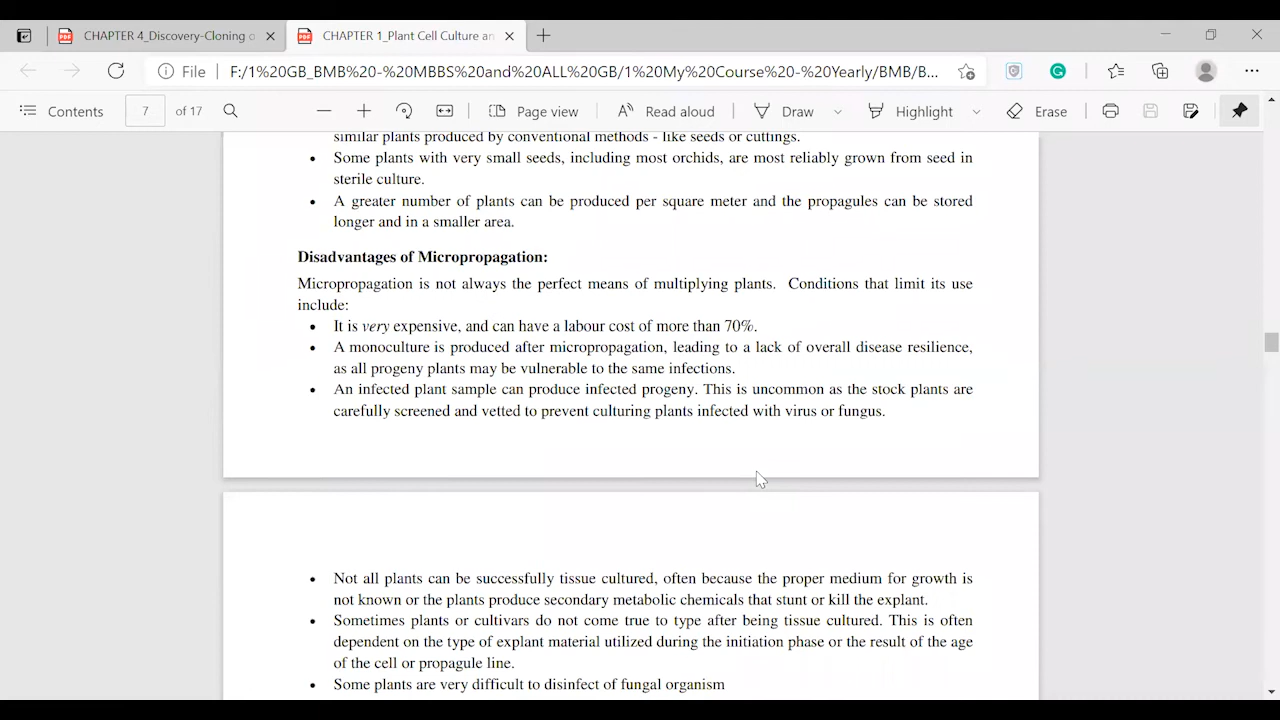 CHAPTER 4_Discovery-Cloning o
CHAPTER 1_Plant Cell Culture an
File
F:/1%20GB_BMB%20-%20MBBS%20and%20ALL%20GB/1%20My%20Course%20-%20Yearly/BMB/B...
Contents
7
of 17
Page view
Read aloud
Draw
Highlight
Erase
similar plants produced by conventional methods - like seeds or cuttings.
• Some plants with very small seeds, including most orchids, are most reliably grown from seed in
sterile culture.
• A greater number of plants can be produced per square meter and the propagules can be stored
longer and in a smaller area.
Disadvantages of Micropropagation:
Micropropagation is not always the perfect means of multiplying plants. Conditions that limit its use
include:
• It is very expensive, and can have a labour cost of more than 70%.
• A monoculture is produced after micropropagation, leading to a lack of overall disease resilience,
as all progeny plants may be vulnerable to the same infections.
• An infected plant sample can produce infected progeny. This is uncommon as the stock plants are
carefully screened and vetted to prevent culturing plants infected with virus or fungus.
• Not all plants can be successfully tissue cultured, often because the proper medium for growth is
not known or the plants produce secondary metabolic chemicals that stunt or kill the explant.
• Sometimes plants or cultivars do not come true to type after being tissue cultured. This is often
dependent on the type of explant material utilized during the initiation phase or the result of the age
of the cell or propagule line.
• Some plants are very difficult to disinfect of fungal organism